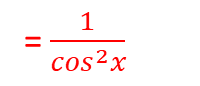 = 1/cos²x